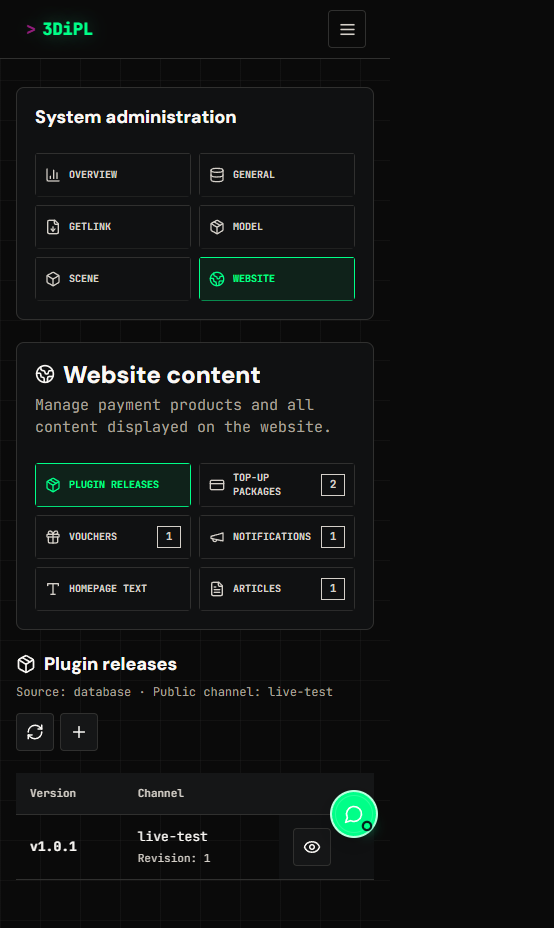 > 3DiPL
System administration
OVERVIEW
GENERAL
GETLINK
MODEL
SCENE
WEBSITE
Website content
Manage payment products and all
content displayed on the website.
PLUGIN RELEASES
TOP-UP
PACKAGES
2
VOUCHERS
1
NOTIFICATIONS
1
HOMEPAGE TEXT
ARTICLES
1
Plugin releases
Source: database · Public channel: live-test
Version
Channel
v1.0.1
live-test
Revision: 1